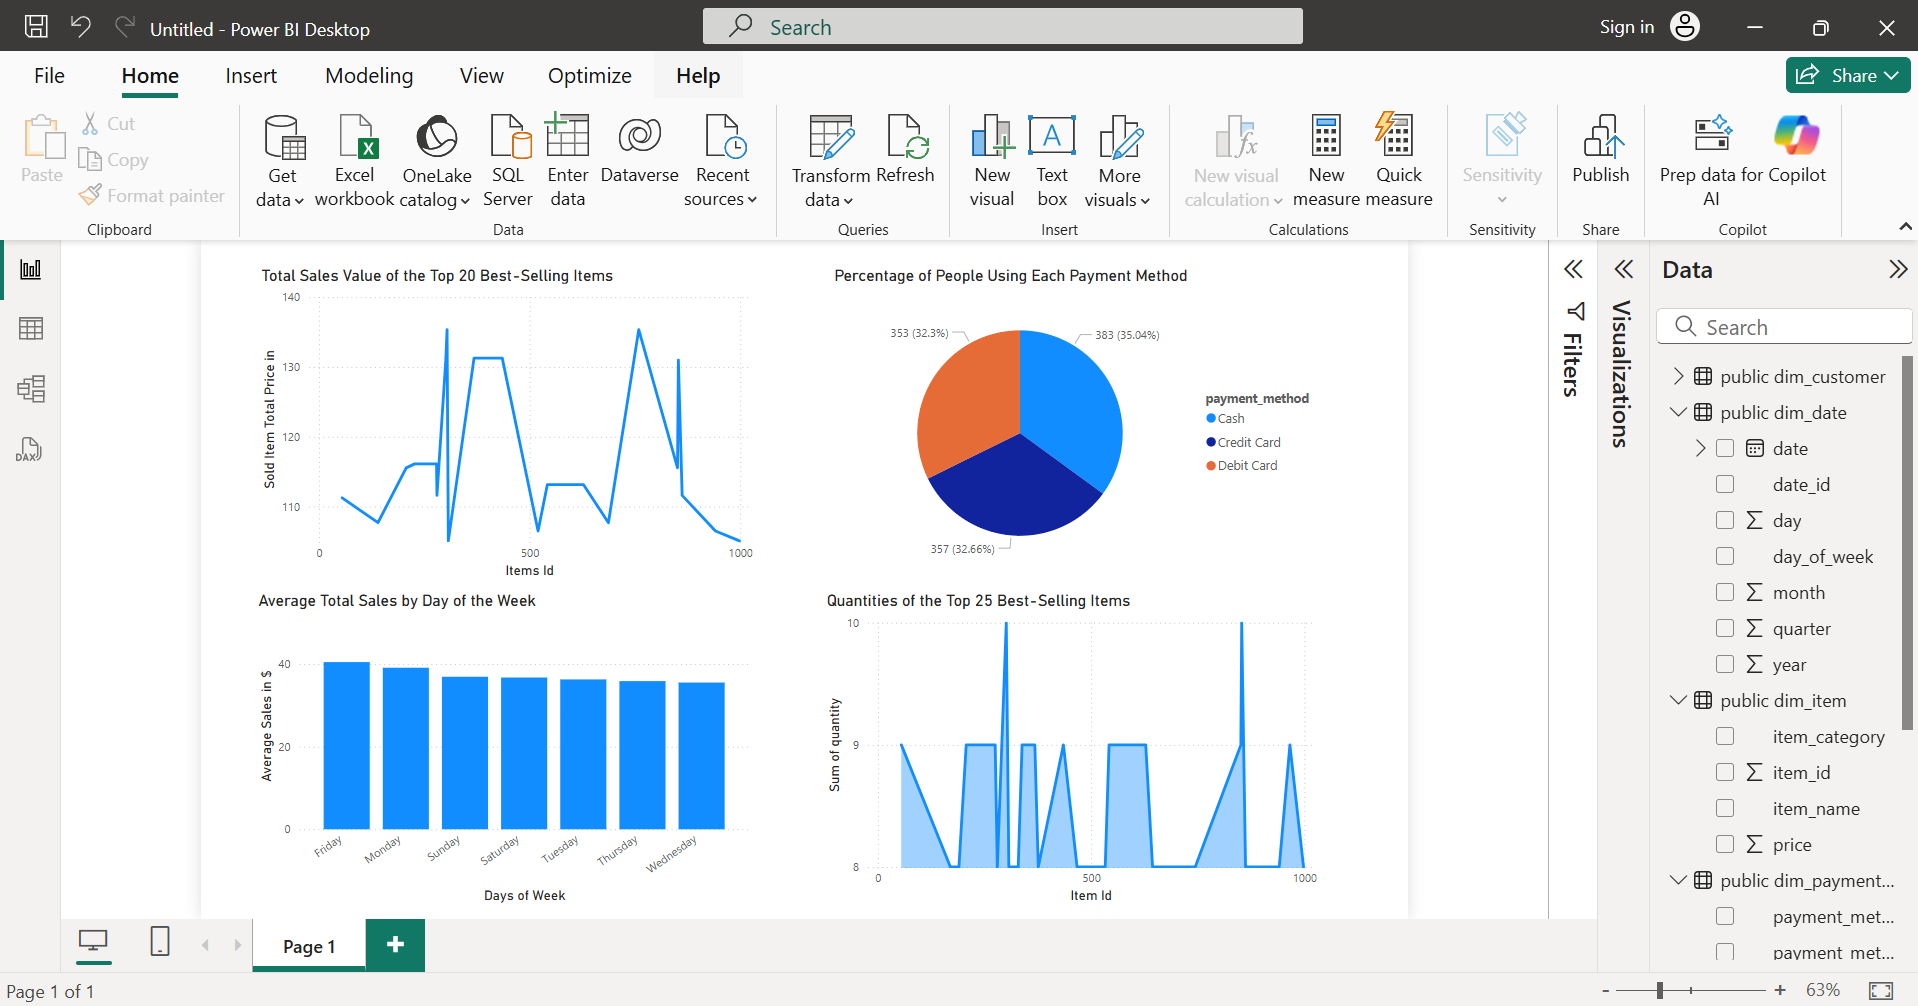 Untitled - Power BI Desktop
Search
Sign in
File
Home
Insert
Modeling
View
Optimize
Help
Share
Paste
Cut
Copy
Format painter
Clipboard
Get data
Excel workbook
OneLake catalog
SQL Server
Enter data
Dataverse
Recent sources
Data
Transform data
Refresh
Queries
New visual
Text box
More visuals
Insert
New visual calculation
New measure
Quick measure
Calculations
Sensitivity
Sensitivity
Publish
Share
Prep data for AI
Copilot
Copilot
DAX
Total Sales Value of the Top 20 Best-Selling Items
Sold Item Total Price in
140
130
120
110
0
500
1000
Items Id
Percentage of People Using Each Payment Method
353 (32.3%)
383 (35.04%)
357 (32.66%)
payment_method
Cash
Credit Card
Debit Card
Average Total Sales by Day of the Week
Average Sales in $
40
20
0
Friday
Monday
Sunday
Saturday
Tuesday
Thursday
Wednesday
Days of Week
Quantities of the Top 25 Best-Selling Items
Sum of quantity
10
9
8
0
500
1000
Item Id
Filters
Visualizations
Data
Search
public dim_customer
public dim_date
date
date_id
day
day_of_week
month
quarter
year
public dim_item
item_category
item_id
item_name
price
public dim_payment...
payment_met...
payment_met...
Page 1
Page 1 of 1
63%